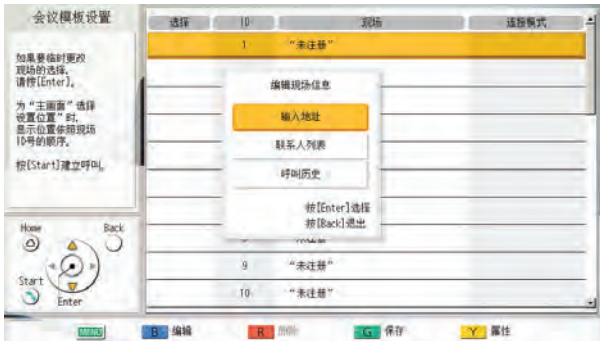 会议模板设置
选择 ID 现场 连接模式
1 “未注册”
如果要临时更改
现场的选择,
请按[Enter]。
为“主画面”选择
设置位置”时,
显示位置依照现场
ID号的顺序。
按[Start]建立呼叫。
编辑现场信息
输入地址
联系人列表
呼叫历史
按[Enter]选择
按[Back]退出
9 “未注册”
10 “未注册”
Home Back
Start
Enter
MENU B 编辑 R 删除 G 保存 Y 属性